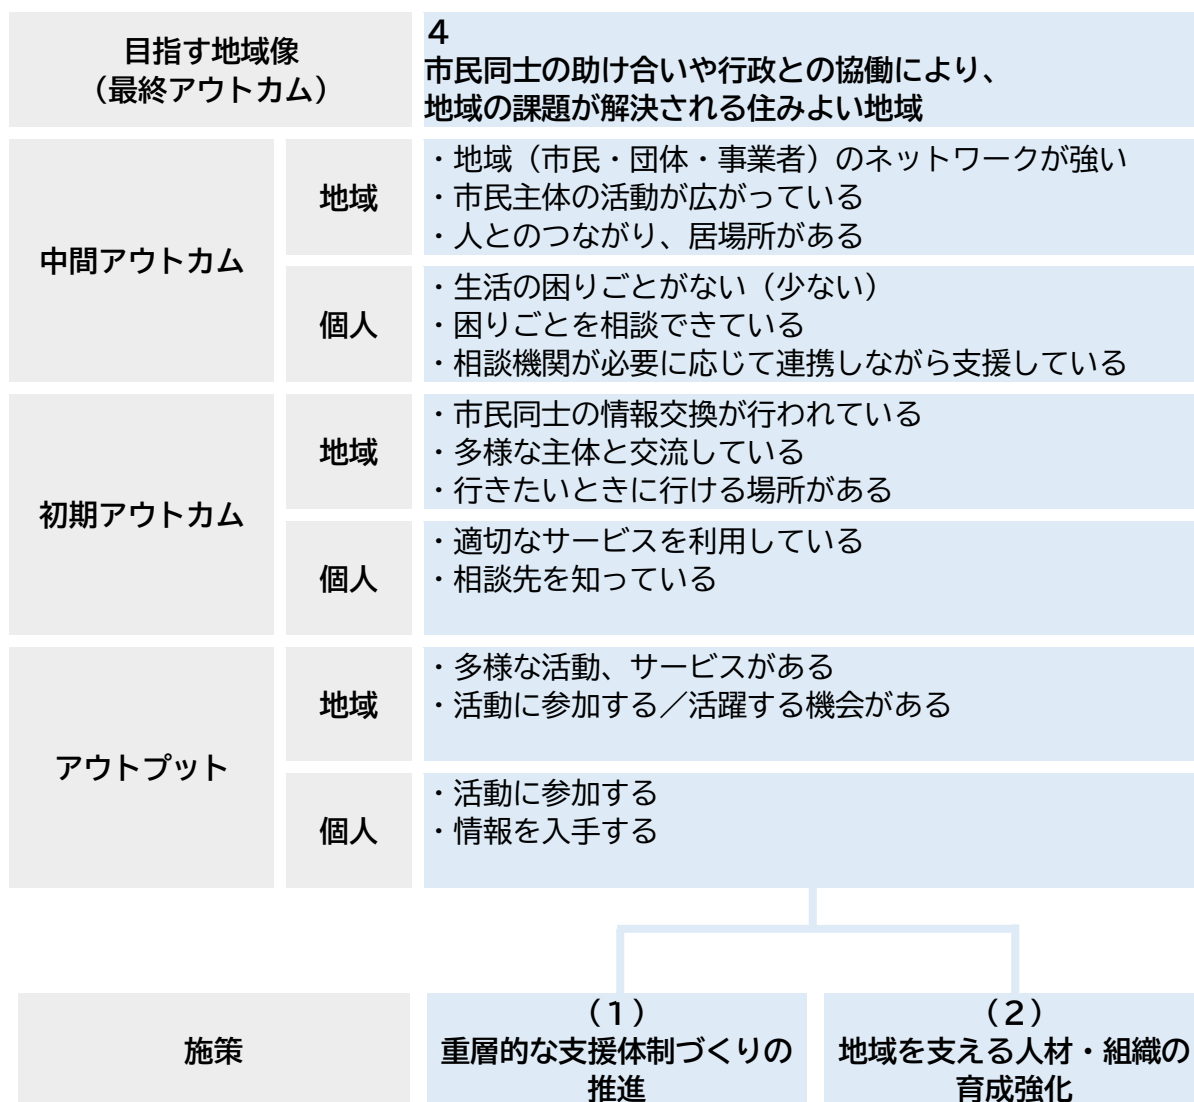 目指す地域像
（最終アウトカム）
4
市民同士の助け合いや行政との協働により、
地域の課題が解決される住みよい地域
中間アウトカム
地域
・地域（市民・団体・事業者）のネットワークが強い
・市民主体の活動が広がっている
・人とのつながり、居場所がある
個人
・生活の困りごとがない（少ない）
・困りごとを相談できている
・相談機関が必要に応じて連携しながら支援している
初期アウトカム
地域
・市民同士の情報交換が行われている
・多様な主体と交流している
・行きたいときに行ける場所がある
個人
・適切なサービスを利用している
・相談先を知っている
アウトプット
地域
・多様な活動、サービスがある
・活動に参加する／活躍する機会がある
個人
・活動に参加する
・情報を入手する
施策
（1）
重層的な支援体制づくりの
推進
（2）
地域を支える人材・組織の
育成強化